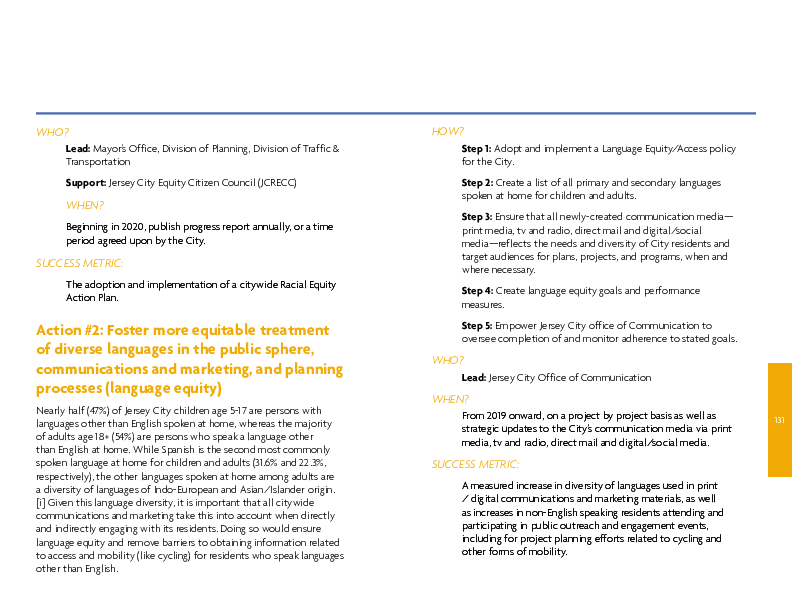 WHO?
Lead: Mayor's Office, Division of Planning, Division of Traffic &
Transportation
Support: Jersey City Equity Citizen Council (JCRECC)
WHEN?
Beginning in 2020, publish progress report annually, or a time
period agreed upon by the City.
SUCCESS METRIC:
The adoption and implementation of a citywide Racial Equity
Action Plan.
Action #2: Foster more equitable treatment
of diverse languages in the public sphere,
communications and marketing, and planning
processes (language equity)
Nearly half (47%) of Jersey City children age 5-17 are persons with
languages other than English spoken at home, whereas the majority
of adults age 18+ (54%) are persons who speak a language other
than English at home. While Spanish is the second most commonly
spoken language at home for children and adults (31.6% and 22.3%,
respectively), the other languages spoken at home among adults are
a diversity of languages of Indo-European and Asian/Islander origin.
[i] Given this language diversity, it is important that all citywide
communications and marketing take this into account when directly
and indirectly engaging with its residents. Doing so would ensure
language equity and remove barriers to obtaining information related
to access and mobility (like cycling) for residents who speak languages
other than English.
HOW?
Step 1: Adopt and implement a Language Equity/Access policy
for the City.
Step 2: Create a list of all primary and secondary languages
spoken at home for children and adults.
Step 3: Ensure that all newly-created communication media—
print media, tv and radio, direct mail and digital/social
media—reflects the needs and diversity of City residents and
target audiences for plans, projects, and programs, when and
where necessary.
Step 4: Create language equity goals and performance
measures.
Step 5: Empower Jersey City office of Communication to
oversee completion of and monitor adherence to stated goals.
WHO?
Lead: Jersey City Office of Communication
WHEN?
From 2019 onward, on a project by project basis as well as
strategic updates to the City's communication media via print
media, tv and radio, direct mail and digital/social media.
SUCCESS METRIC:
A measured increase in diversity of languages used in print
/ digital communications and marketing materials, as well
as increases in non-English speaking residents attending and
participating in public outreach and engagement events,
including for project planning efforts related to cycling and
other forms of mobility.
131